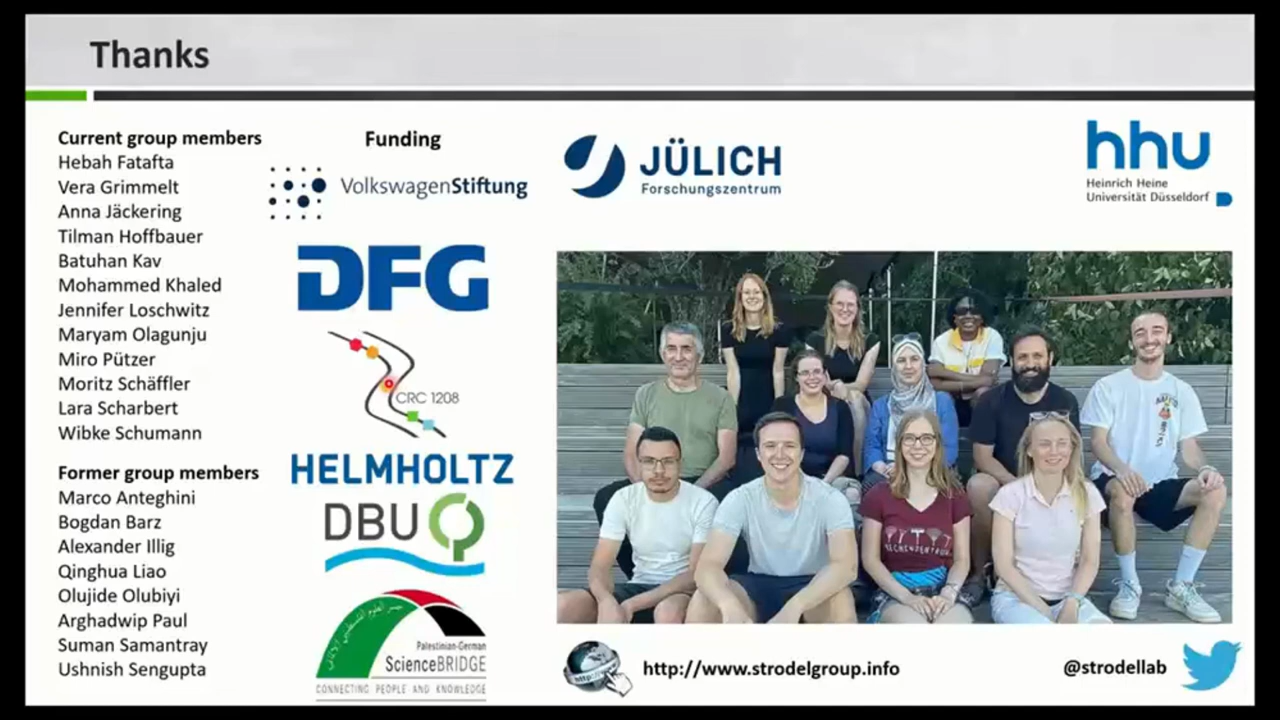 Thanks
Current group members
Hebah Fatafta
Vera Grimmelt
Anna Jäckering
Tilman Hoffbauer
Batuhan Kav
Mohammed Khaled
Jennifer Loschwitz
Maryam Olagunju
Miro Pützer
Moritz Schäffler
Lara Scharbert
Wibke Schumann
Former group members
Marco Anteghini
Bogdan Barz
Alexander Illig
Qinghua Liao
Olujide Olubiyi
Arghadwip Paul
Suman Samantray
Ushnish Sengupta
Funding
VolkswagenStiftung
DFG
CRC 1208
HELMHOLTZ
DBU
Palestinian-German
ScienceBRIDGE
CONNECTING PEOPLE AND KNOWLEDGE
JÜLICH
Forschungszentrum
hhu
Heinrich Heine
Universität Düsseldorf
http://www.strodelgroup.info
@strodellab